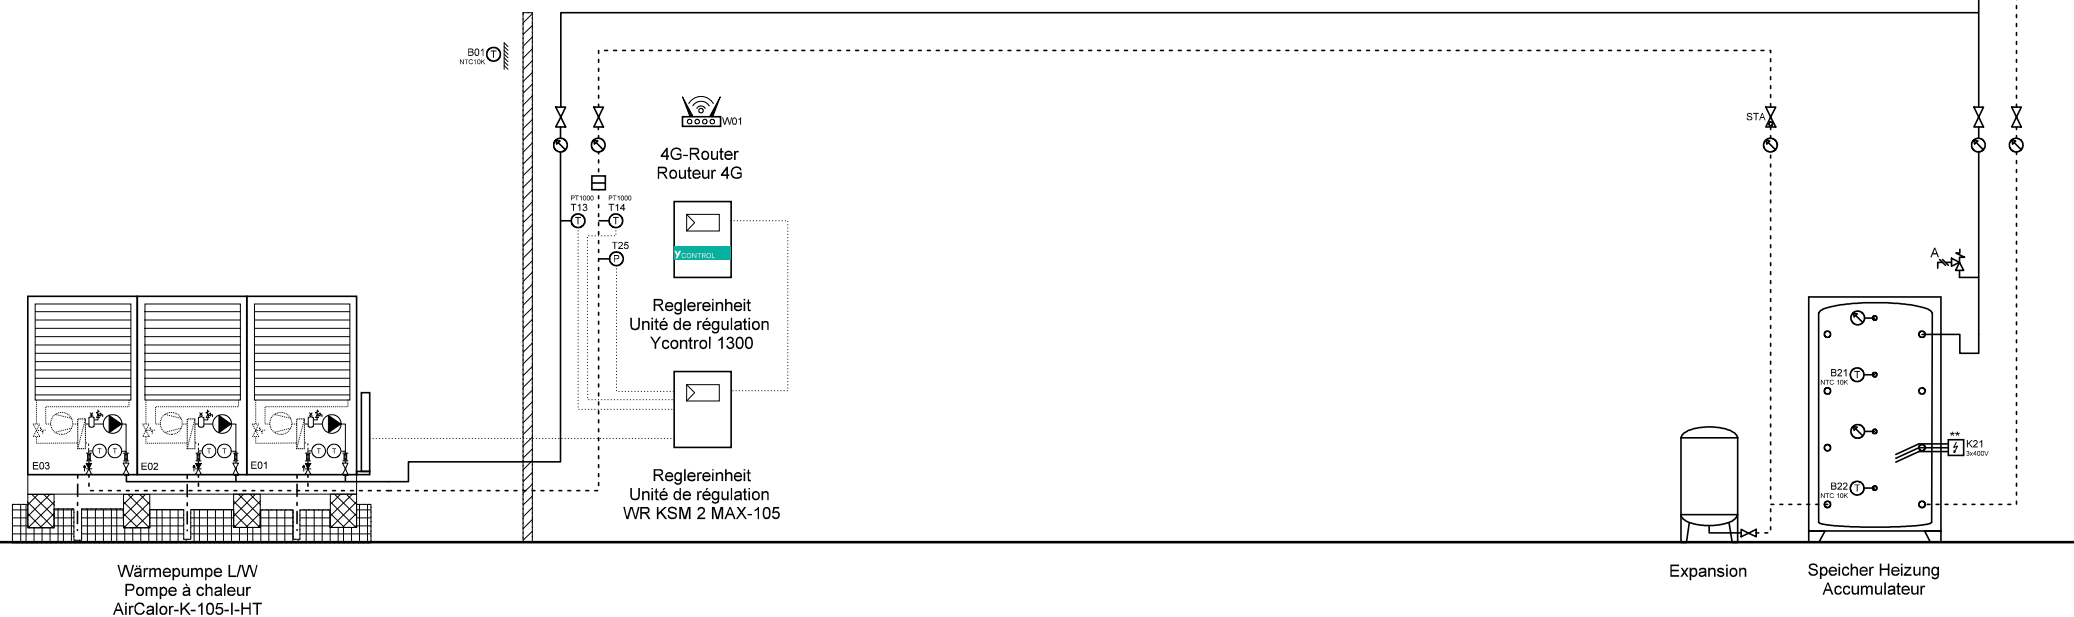 B01
NTC10K
T
W01
4G-Router
Routeur 4G
STA
PT1000
T13
T
PT1000
T14
T
T25
P
YCONTROL
A
Reglereinheit
Unité de régulation
Ycontrol 1300
B21
NTC 10K
T
**
K21
3x400V
B22
NTC 10K
T
T T
T T
T T
E03
E02
E01
Reglereinheit
Unité de régulation
WR KSM 2 MAX-105
Wärmepumpe L/W
Pompe à chaleur
AirCalor-K-105-I-HT
Expansion
Speicher Heizung
Accumulateur